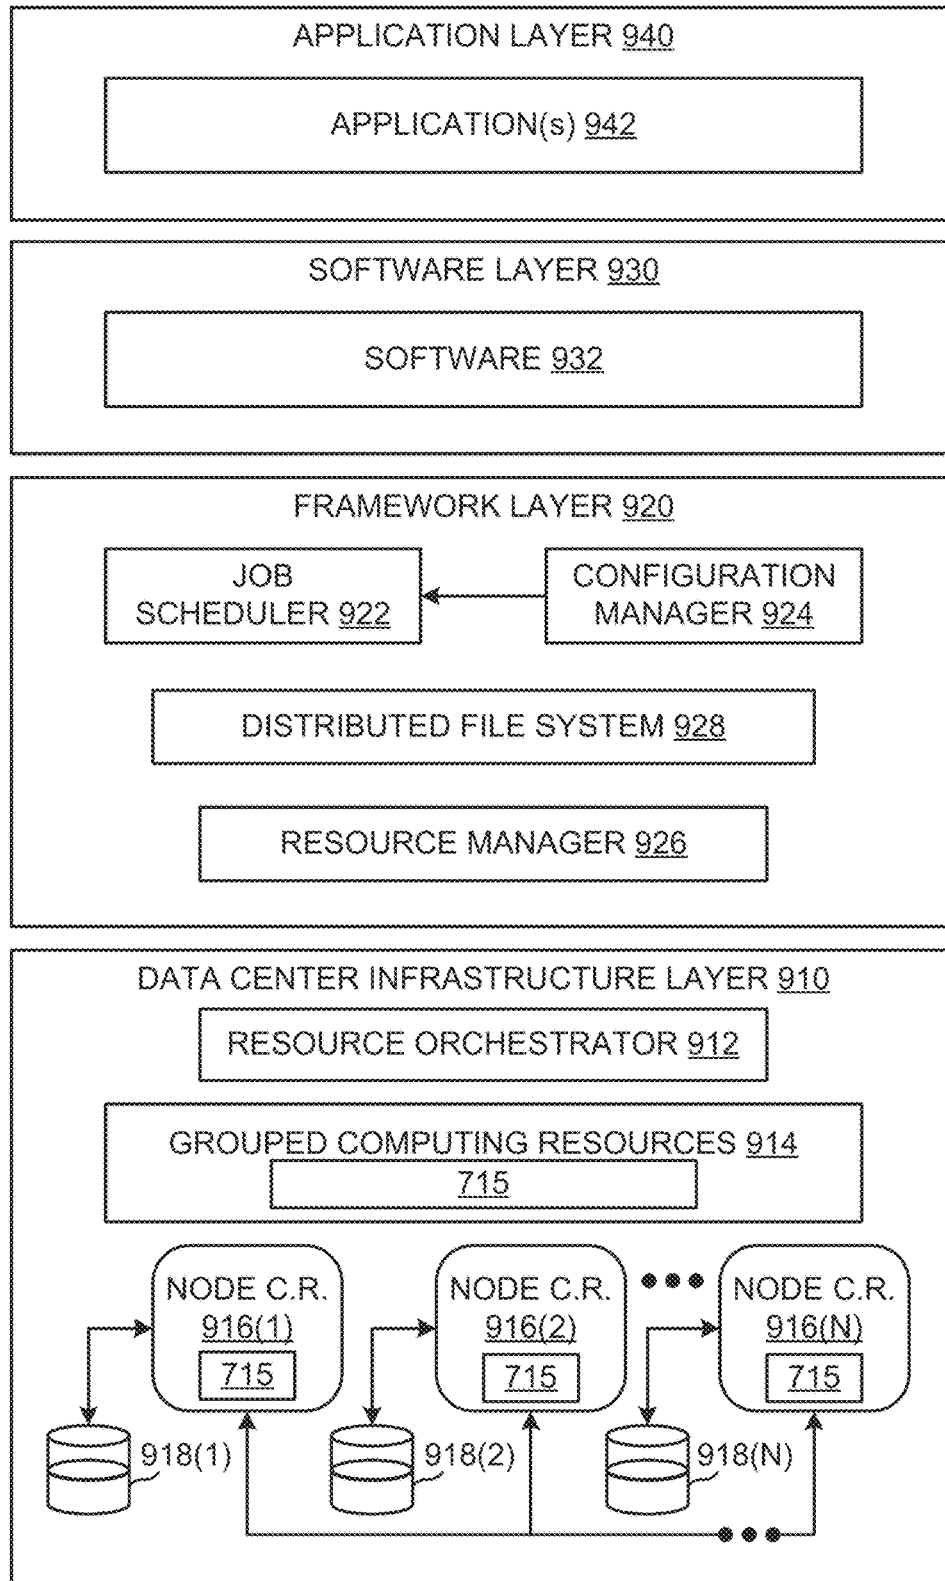 APPLICATION LAYER 940
APPLICATION(s) 942
SOFTWARE LAYER 930
SOFTWARE 932
FRAMEWORK LAYER 920
JOB
SCHEDULER 922
CONFIGURATION
MANAGER 924
DISTRIBUTED FILE SYSTEM 928
RESOURCE MANAGER 926
DATA CENTER INFRASTRUCTURE LAYER 910
RESOURCE ORCHESTRATOR 912
GROUPED COMPUTING RESOURCES 914
715
NODE C.R.
916(1)
715
NODE C.R.
916(2)
715
NODE C.R.
916(N)
715
918(1)
918(2)
918(N)